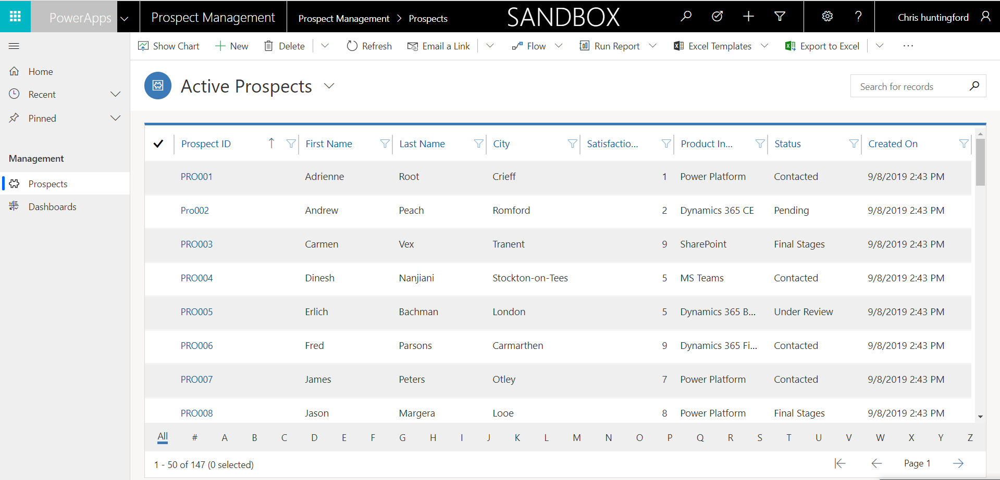 PowerApps Prospect Management Prospect Management > Prospects SANDBOX Chris huntingford
Show Chart New Delete Refresh Email a Link Flow Run Report Excel Templates Export to Excel ...
Home
Recent
Pinned
Management
Prospects
Dashboards
Active Prospects
Search for records
Prospect ID First Name Last Name City Satisfactio... Product In... Status Created On
PRO001 Adrienne Root Crieff 1 Power Platform Contacted 9/8/2019 2:43 PM
Pro002 Andrew Peach Romford 2 Dynamics 365 CE Pending 9/8/2019 2:43 PM
PRO003 Carmen Vex Tranent 9 SharePoint Final Stages 9/8/2019 2:43 PM
PRO004 Dinesh Nanjiani Stockton-on-Tees 5 MS Teams Contacted 9/8/2019 2:43 PM
PRO005 Erlich Bachman London 5 Dynamics 365 B... Under Review 9/8/2019 2:43 PM
PRO006 Fred Parsons Carmarthen 9 Dynamics 365 Fi... Contacted 9/8/2019 2:43 PM
PRO007 James Peters Otley 7 Power Platform Contacted 9/8/2019 2:43 PM
PRO008 Jason Margera Looe 8 Power Platform Final Stages 9/8/2019 2:43 PM
All # A B C D E F G H I J K L M N O P Q R S T U V W X Y Z
1 - 50 of 147 (0 selected) Page 1